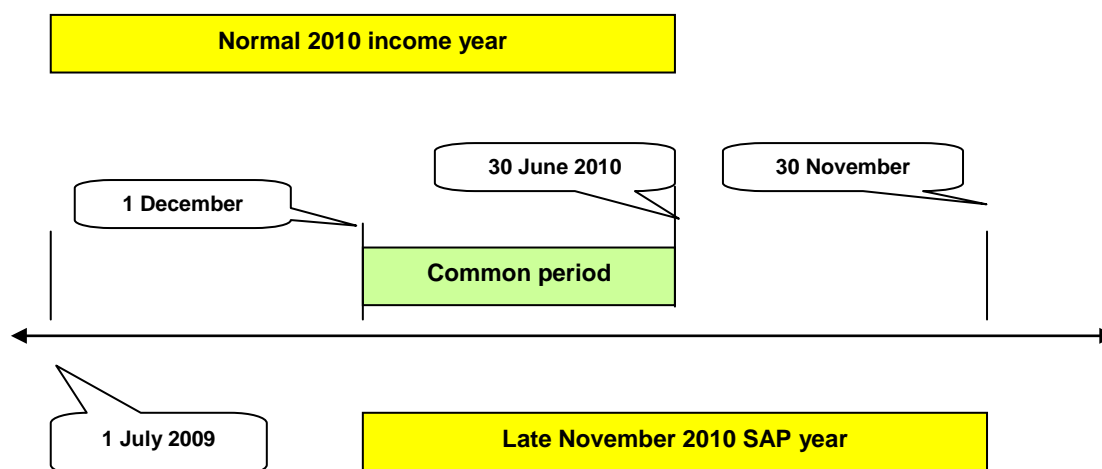 Normal 2010 income year
30 June 2010
30 November
1 December
Common period
1 July 2009
Late November 2010 SAP year